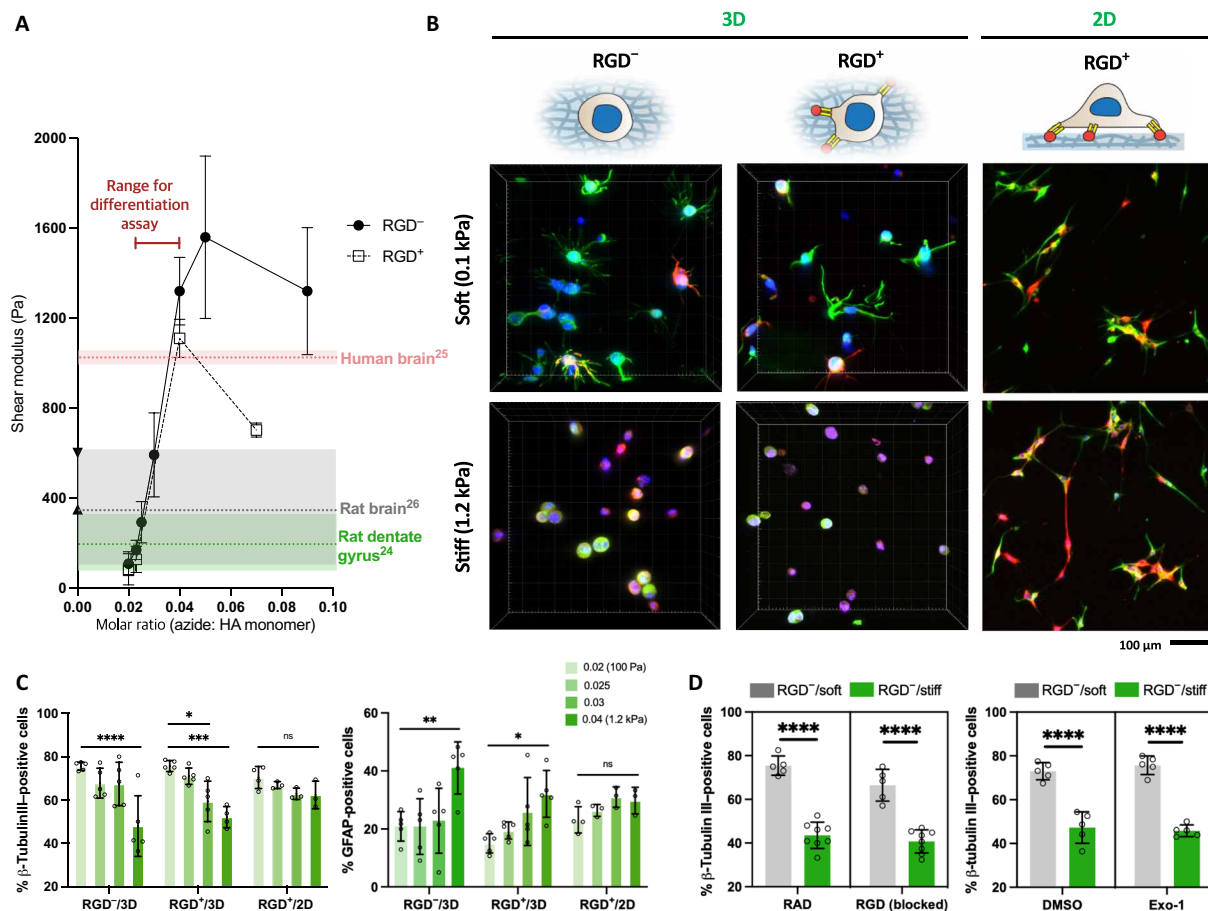 A
2000
1600
1200
800
400
0
Shear modulus (Pa)
0.00
0.02
0.04
0.06
0.08
0.10
Molar ratio (azide: HA monomer)
Range for
differentiation
assay
RGD⁻
RGD⁺
Human brain²⁵
Rat brain²⁶
Rat dentate
gyrus²⁴
B
3D
2D
RGD⁻
RGD⁺
RGD⁺
Soft (0.1 kPa)
Stiff (1.2 kPa)
100 μm
C
% β-TubulinIII–positive cells
100
80
60
40
20
****
*
***
ns
RGD⁻/3D
RGD⁺/3D
RGD⁺/2D
% GFAP-positive cells
60
40
20
0
0.02 (100 Pa)
0.025
0.03
0.04 (1.2 kPa)
**
*
ns
RGD⁻/3D
RGD⁺/3D
RGD⁺/2D
D
RGD⁻/soft
RGD⁻/stiff
% β-Tubulin III–positive cells
100
80
60
40
20
****
****
RAD
RGD (blocked)
RGD⁻/soft
RGD⁻/stiff
% β-tubulin III–positive cells
100
80
60
40
20
****
****
DMSO
Exo-1